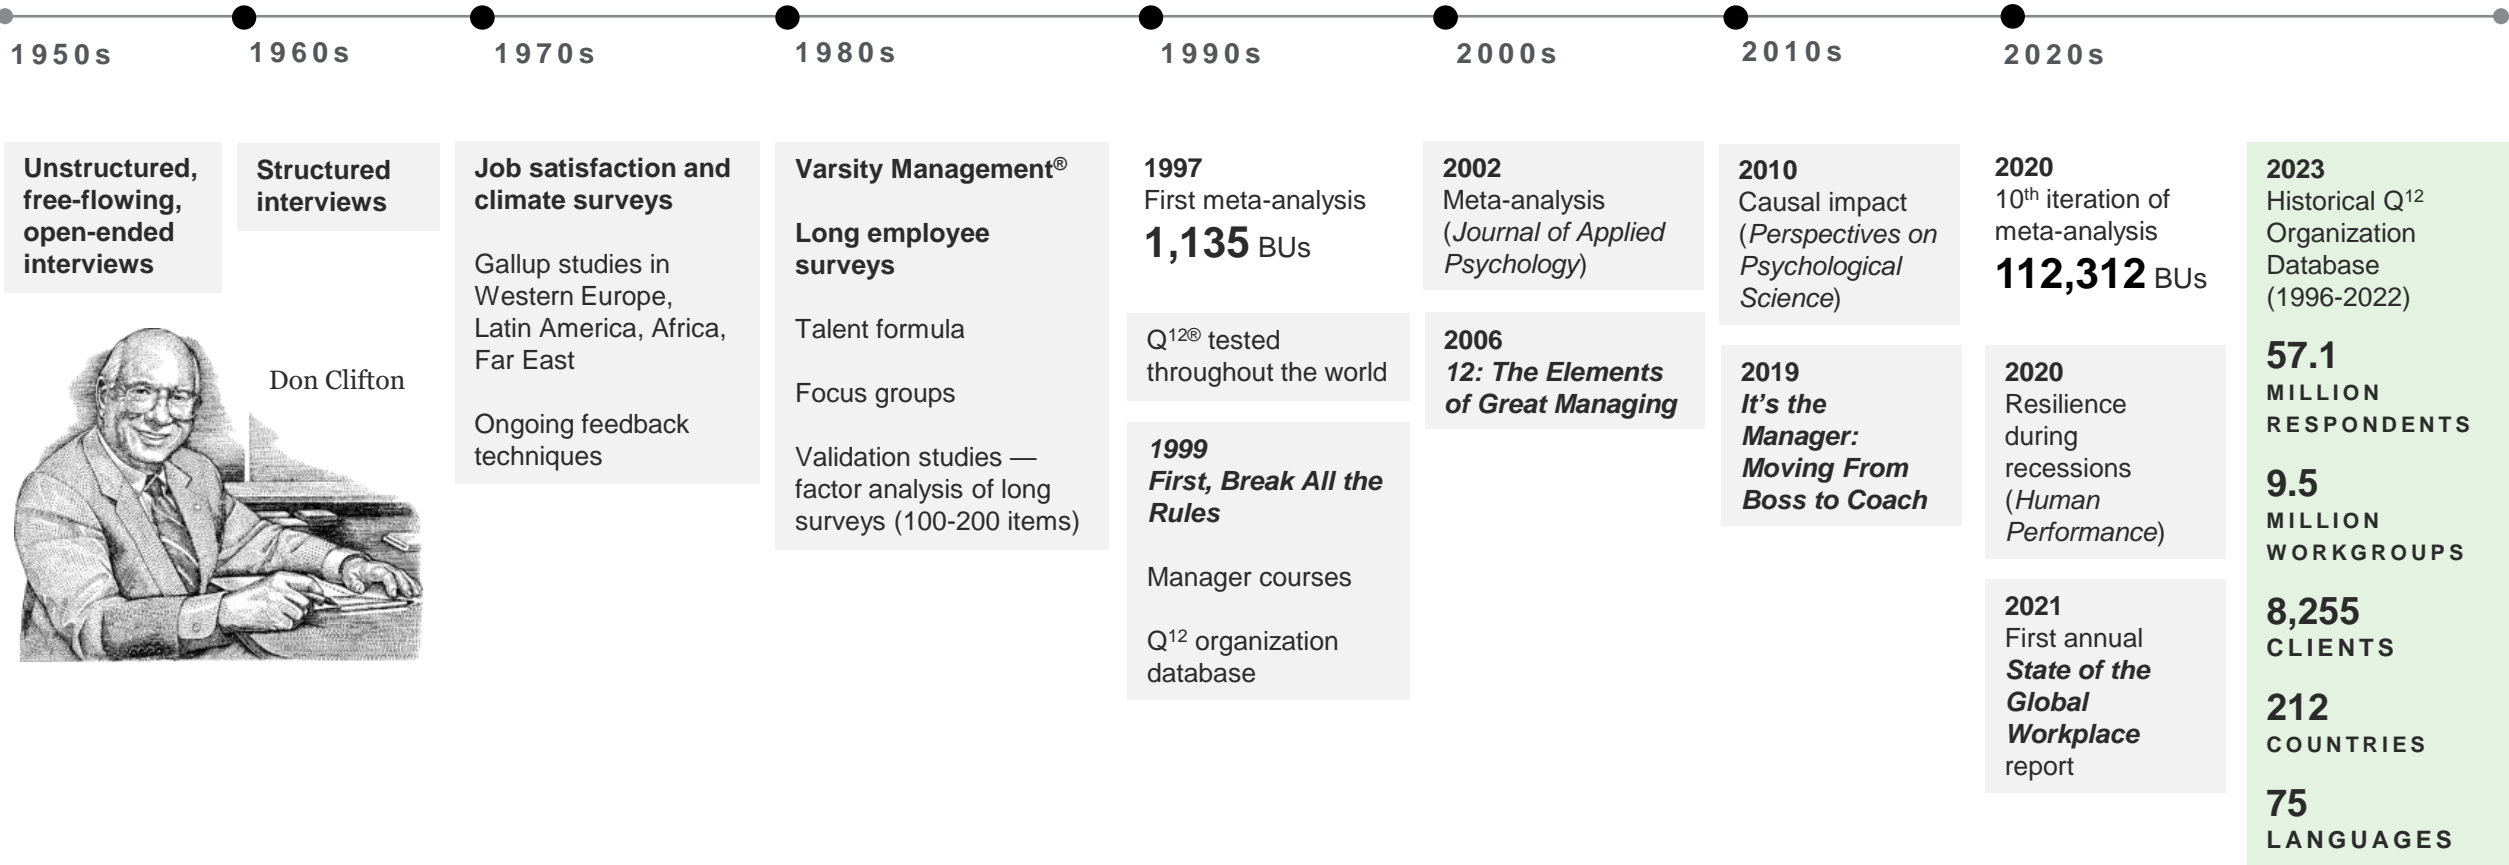 1950s
1960s
1970s
1980s
1990s
2000s
2010s
2020s
Unstructured,
free-flowing,
open-ended
interviews
Don Clifton
Structured
interviews
Job satisfaction and
climate surveys
Gallup studies in
Western Europe,
Latin America, Africa,
Far East
Ongoing feedback
techniques
Varsity Management®
Long employee
surveys
Talent formula
Focus groups
Validation studies —
factor analysis of long
surveys (100-200 items)
1997
First meta-analysis
1,135 BUs
Q12® tested
throughout the world
1999
First, Break All the
Rules
Manager courses
Q12 organization
database
2002
Meta-analysis
(Journal of Applied
Psychology)
2006
12: The Elements
of Great Managing
2010
Causal impact
(Perspectives on
Psychological
Science)
2019
It’s the
Manager:
Moving From
Boss to Coach
2020
10th iteration of
meta-analysis
112,312 BUs
2020
Resilience
during
recessions
(Human
Performance)
2021
First annual
State of the
Global
Workplace
report
2023
Historical Q12
Organization
Database
(1996-2022)
57.1
MILLION
RESPONDENTS
9.5
MILLION
WORKGROUPS
8,255
CLIENTS
212
COUNTRIES
75
LANGUAGES